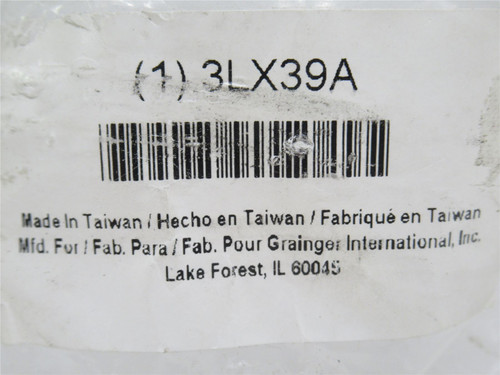 (1) 3LX39A
Made In Taiwan / Hecho en Taiwan / Fabriqué en Taiwan
Mfd. For / Fab. Para / Fab. Pour Grainger International, Inc.
Lake Forest, IL 60045